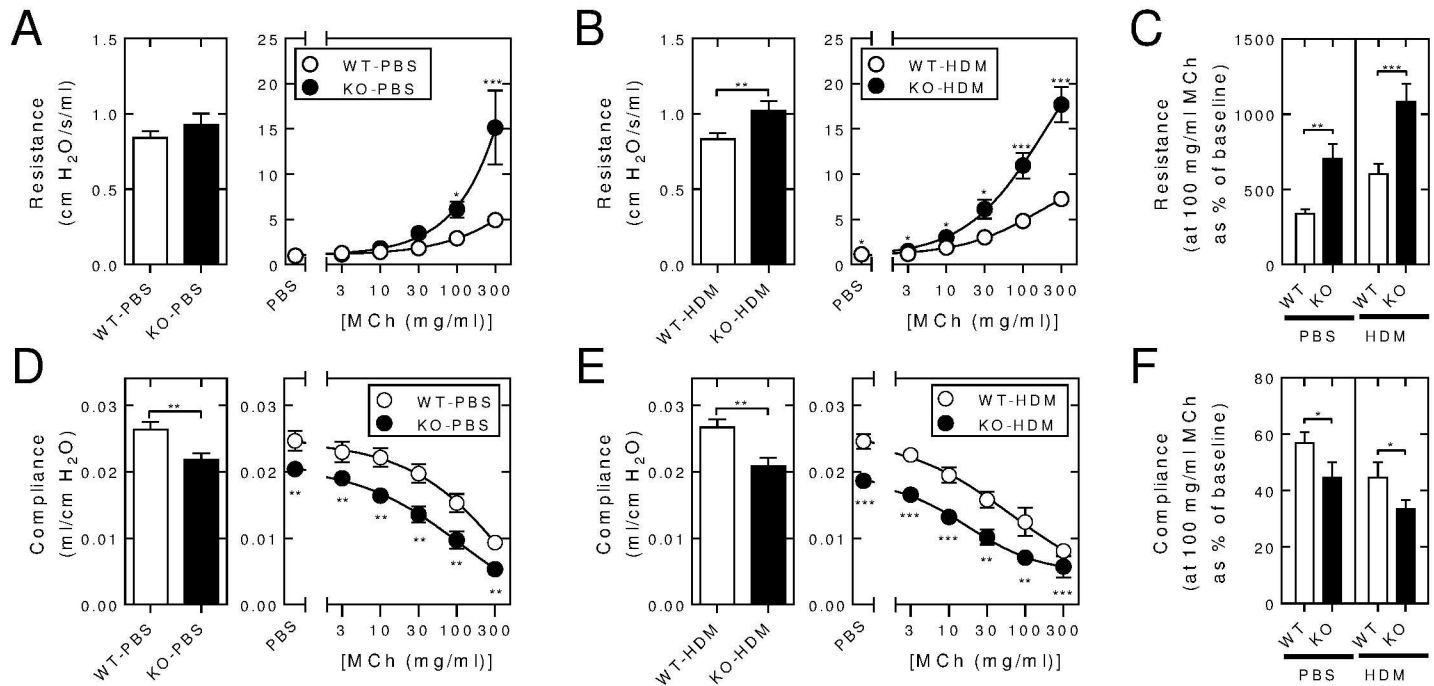 A
Resistance
(cm H2O/s/ml)
1.5
1.0
0.5
0.0
WT-PBS
KO-PBS
25
20
15
10
5
0
WT-PBS
KO-PBS
***
*
PBS
3
10
30
100
300
[MCh (mg/ml)]
B
Resistance
(cm H2O/s/ml)
1.5
1.0
0.5
0.0
**
WT-HDM
KO-HDM
25
20
15
10
5
0
WT-HDM
KO-HDM
*
*
*
*
***
***
PBS
3
10
30
100
300
[MCh (mg/ml)]
C
Resistance
(at 100 mg/ml MCh
as % of baseline)
1500
1000
500
0
**
***
WT
KO
WT
KO
PBS
HDM
D
Compliance
(ml/cm H2O)
0.03
0.02
0.01
0.00
**
WT-PBS
KO-PBS
0.03
0.02
0.01
0.00
WT-PBS
KO-PBS
**
**
**
**
**
**
PBS
3
10
30
100
300
[MCh (mg/ml)]
E
Compliance
(ml/cm H2O)
0.03
0.02
0.01
0.00
**
WT-HDM
KO-HDM
0.03
0.02
0.01
0.00
WT-HDM
KO-HDM
***
***
***
**
**
***
PBS
3
10
30
100
300
[MCh (mg/ml)]
F
Compliance
(at 100 mg/ml MCh
as % of baseline)
80
60
40
20
0
*
*
WT
KO
WT
KO
PBS
HDM